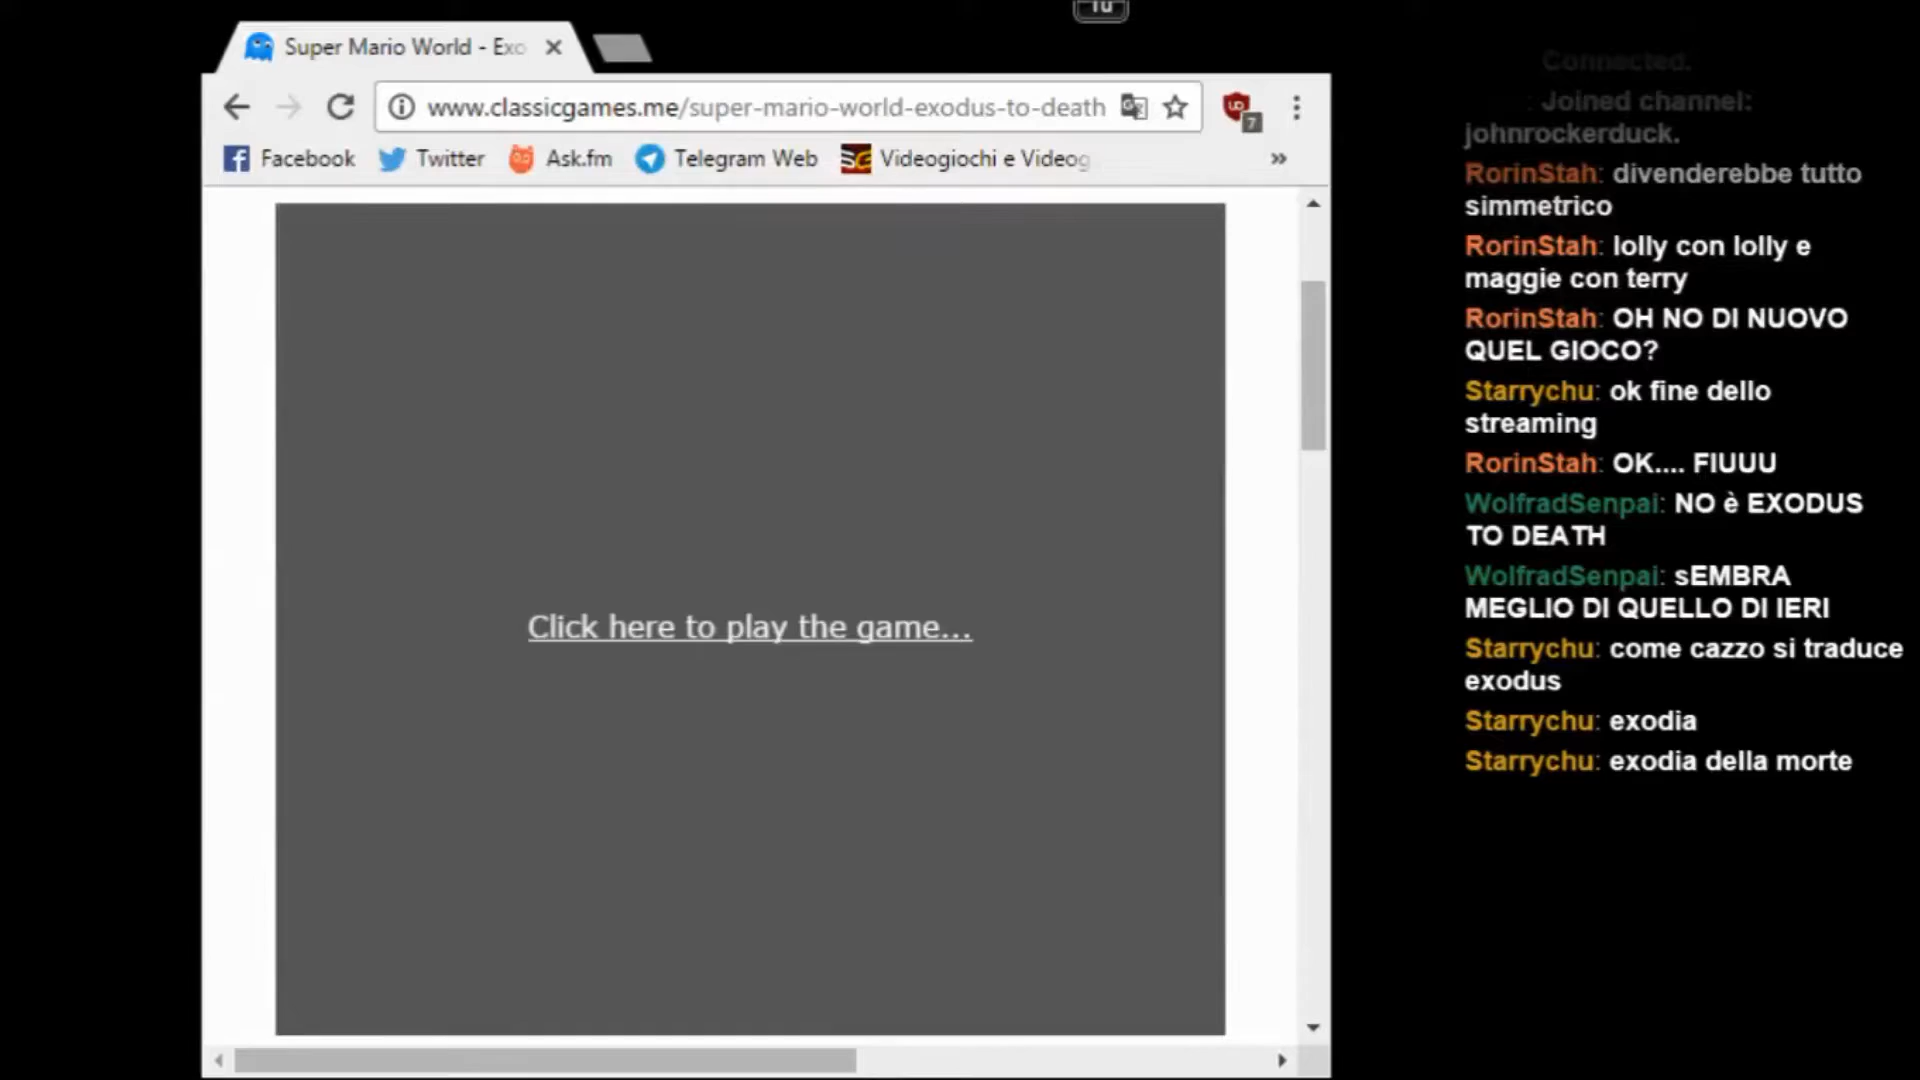 Super Mario World - Exo
www.classicgames.me/super-mario-world-exodus-to-death
7
Facebook
Twitter
Ask.fm
Telegram Web
Videogiochi e Videog
Click here to play the game...
Connected.
: Joined channel:
johnrockerduck.
RorinStah: divenderebbe tutto
simmetrico
RorinStah: lolly con lolly e
maggie con terry
RorinStah: OH NO DI NUOVO
QUEL GIOCO?
Starrychu: ok fine dello
streaming
RorinStah: OK.... FIUUU
WolfradSenpai: NO è EXODUS
TO DEATH
WolfradSenpai: sEMBRA
MEGLIO DI QUELLO DI IERI
Starrychu: come cazzo si traduce
exodus
Starrychu: exodia
Starrychu: exodia della morte